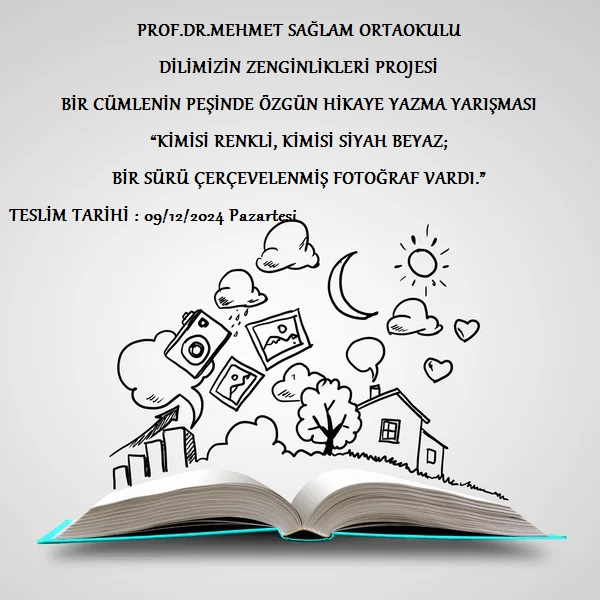 PROF.DR.MEHMET SAĞLAM ORTAOKULU
DİLİMİZİN ZENGİNLİKLERİ PROJESİ
BİR CÜMLENİN PEŞİNDE ÖZGÜN HİKAYE YAZMA YARIŞMASI
“KİMİSİ RENKLİ, KİMİSİ SİYAH BEYAZ;
BİR SÜRÜ ÇERÇEVELENMİŞ FOTOĞRAF VARDI.”
TESLİM TARİHİ : 09/12/2024 Pazartesi